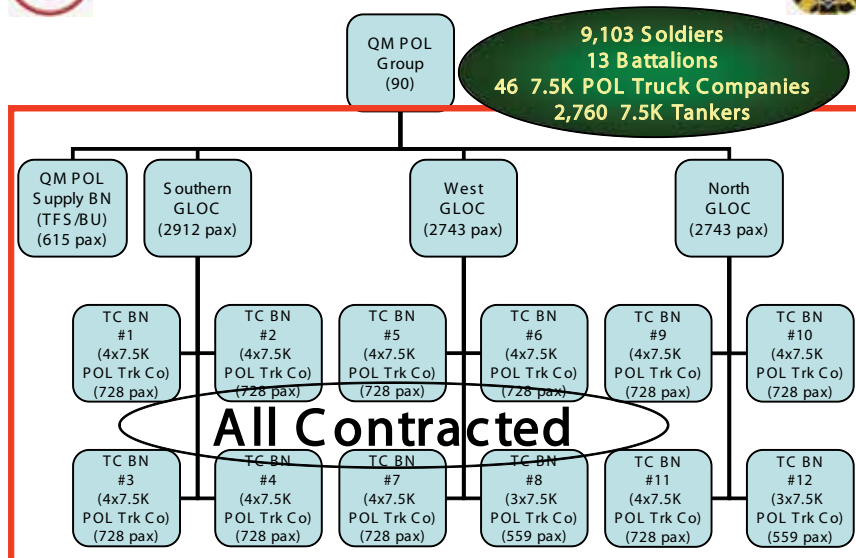 QM POL
Group
(90)
9,103 Soldiers
13 Battalions
46 7.5K POL Truck Companies
2,760 7.5K Tankers
QM POL
Supply BN
(TFS/BU)
(615 pax)
Southern
GLOC
(2912 pax)
West
GLOC
(2743 pax)
North
GLOC
(2743 pax)
TC BN
#1
(4x7.5K
POL Trk Co)
(728 pax)
TC BN
#2
(4x7.5K
POL Trk Co)
(728 pax)
TC BN
#5
(4x7.5K
POL Trk Co)
(728 pax)
TC BN
#6
(4x7.5K
POL Trk Co)
(728 pax)
TC BN
#9
(4x7.5K
POL Trk Co)
(728 pax)
TC BN
#10
(4x7.5K
POL Trk Co)
(728 pax)
All Contracted
TC BN
#3
(4x7.5K
POL Trk Co)
(728 pax)
TC BN
#4
(4x7.5K
POL Trk Co)
(728 pax)
TC BN
#7
(4x7.5K
POL Trk Co)
(728 pax)
TC BN
#8
(3x7.5K
POL Trk Co)
(559 pax)
TC BN
#11
(4x7.5K
POL Trk Co)
(728 pax)
TC BN
#12
(3x7.5K
POL Trk Co)
(559 pax)